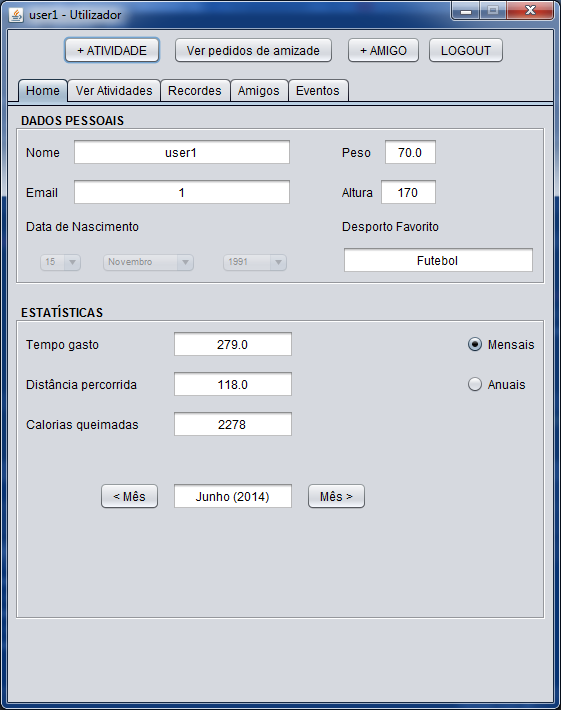 user1 - Utilizador
+ ATIVIDADE Ver pedidos de amizade + AMIGO LOGOUT
Home Ver Atividades Recordes Amigos Eventos
DADOS PESSOAIS
Nome user1 Peso 70.0
Email 1 Altura 170
Data de Nascimento Desporto Favorito
15 Novembro 1991 Futebol
ESTATÍSTICAS
Tempo gasto 279.0 Mensais
Distância percorrida 118.0 Anuais
Calorias queimadas 2278
< Mês Junho (2014) Mês >